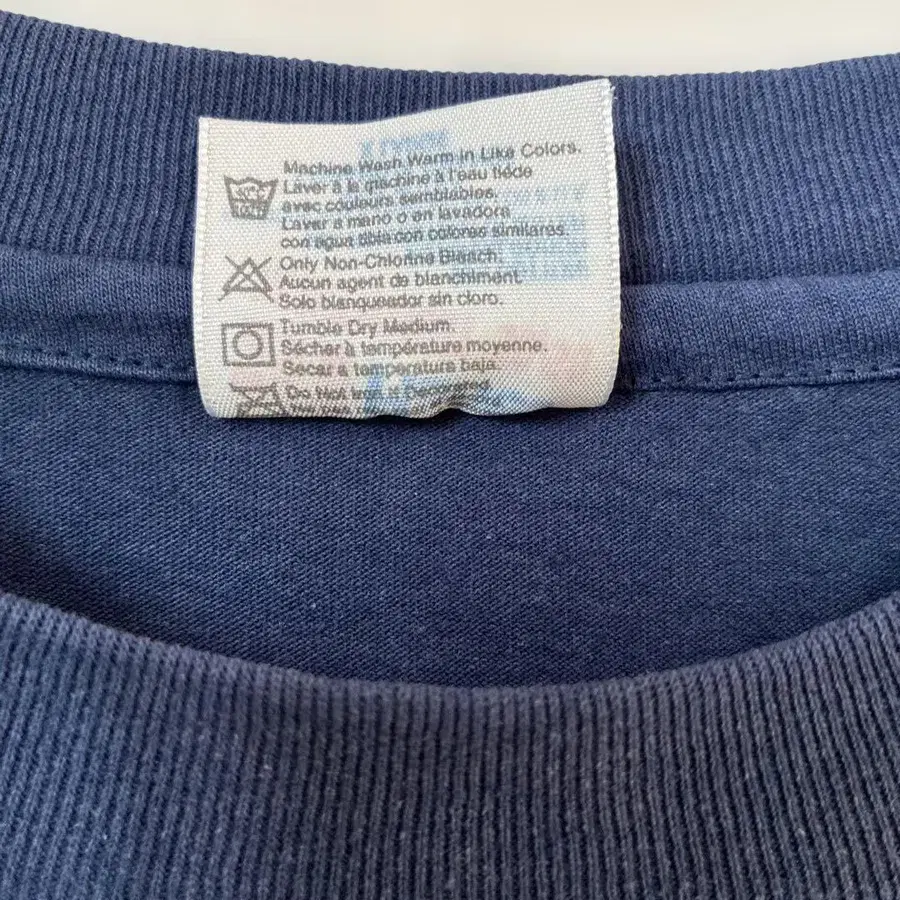 Machine Wash Warm in Like Colors.
Laver à la machine à l'eau tiède
avec couleurs semblables.
Lavar a mano o en lavadora
con agua tibia con colores similares.
Only Non-Chlorine Bleach.
Aucun agent de blanchiment.
Solo blanqueador sin cloro.
Tumble Dry Medium.
Sécher à température moyenne.
Secar a temperatura baja.
Do Not Iron if Decorated.